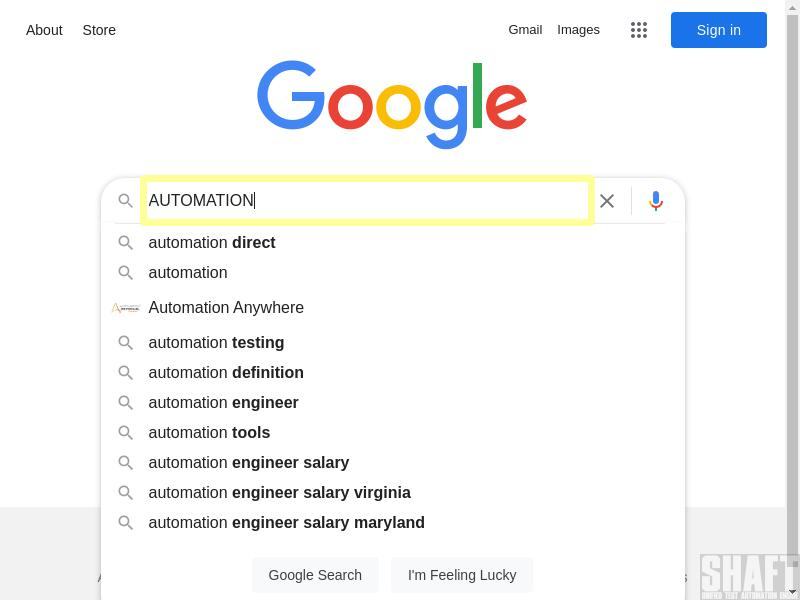 About Store Gmail Images Sign in
Google
AUTOMATION
automation direct
automation
Automation Anywhere
automation testing
automation definition
automation engineer
automation tools
automation engineer salary
automation engineer salary virginia
automation engineer salary maryland
Google Search I'm Feeling Lucky
SHAFT